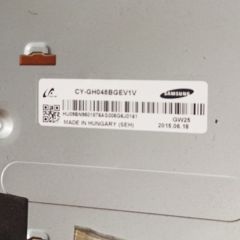 CY-GH048BGEV1V
SAMSUNG
GW25
MADE IN HUNGARY (SEH)
2015.06.18